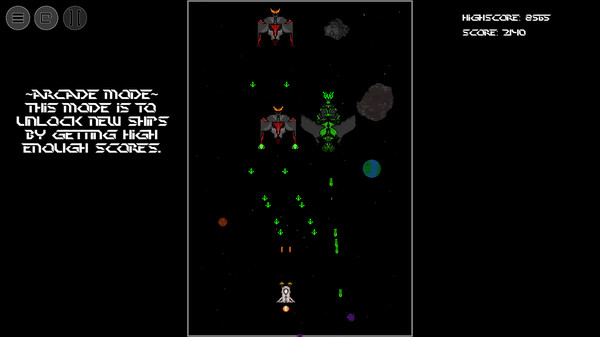 HIGHSCORE: 8565
SCORE: 2140
~ARCADE MODE~
THIS MODE IS TO
UNLOCK NEW SHIPS
BY GETTING HIGH
ENOUGH SCORES.